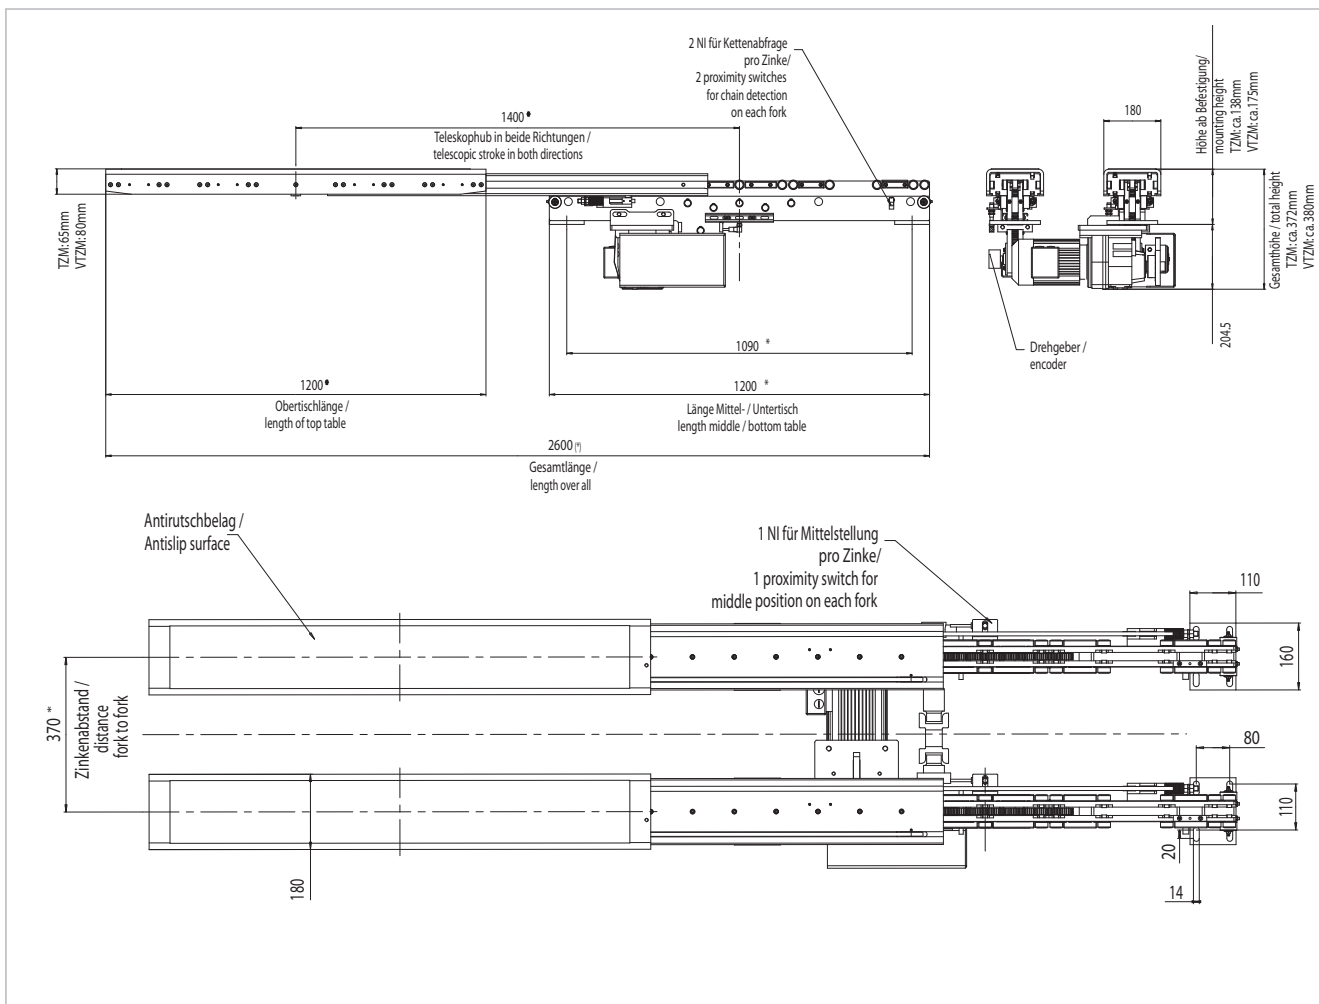 2 NI für Kettenabfrage
pro Zinke/
2 proximity switches
for chain detection
on each fork
1400*
Teleskophub in beide Richtungen /
telescopic stroke in both directions
TZM: 65mm
VTZM: 80mm
180
Höhe ab Befestigung/
mounting height
TZM: ca.138mm
VTZM: ca.175mm
Gesamthöhe / total height
TZM: ca.372mm
VTZM: ca.380mm
204.5
Drehgeber /
encoder
1090 *
1200*
Obertischlänge /
length of top table
1200 *
Länge Mittel- / Untertisch
length middle / bottom table
2600 (*)
Gesamtlänge /
length over all
Antirutschbelag /
Antislip surface
1 NI für Mittelstellung
pro Zinke/
1 proximity switch for
middle position on each fork
110
160
370 *
Zinkenabstand /
distance
fork to fork
80
110
20
14
180